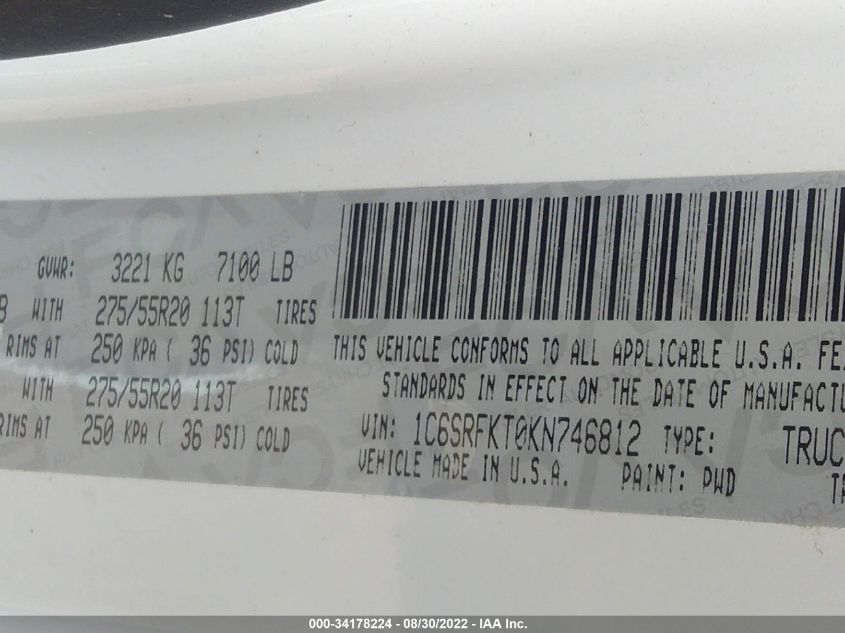 GVWR: 3221 KG 7100 LB
B WITH 275/55R20 113T TIRES
RIMS AT 250 KPA ( 36 PSI) COLD
WITH 275/55R20 113T TIRES
RIMS AT 250 KPA ( 36 PSI) COLD
THIS VEHICLE CONFORMS TO ALL APPLICABLE U.S.A. FE
STANDARDS IN EFFECT ON THE DATE OF MANUFACTU
VIN: 1C6SRFKT0KN746812 TYPE: TRUC
VEHICLE MADE IN U.S.A. PAINT: PWD
000-34178224 - 08/30/2022 - IAA Inc.